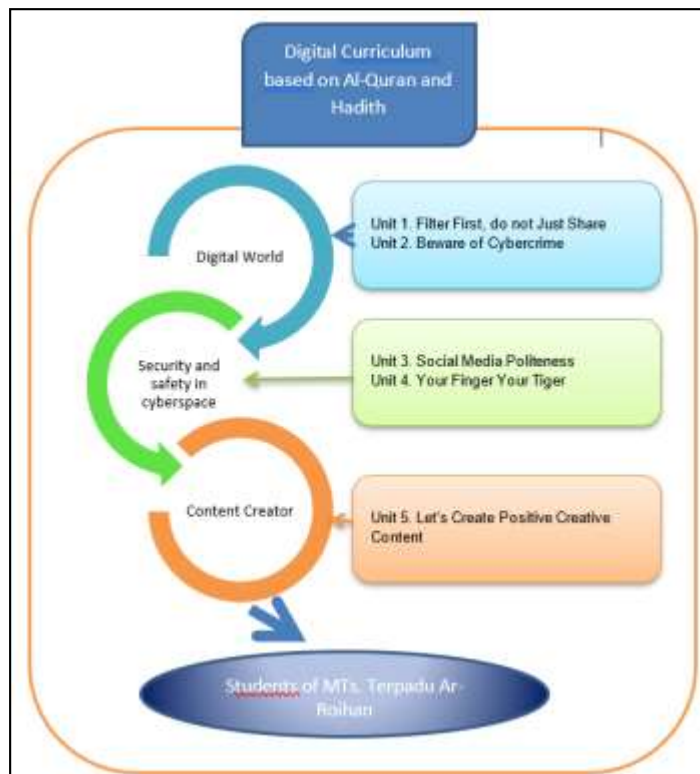 Digital Curriculum
based on Al-Quran and
Hadith
Digital World
Unit 1. Filter First, do not Just Share
Unit 2. Beware of Cybercrime
Security and
safety in
cyberspace
Unit 3. Social Media Politeness
Unit 4. Your Finger Your Tiger
Content Creator
Unit 5. Let's Create Positive Creative
Content
Students of MTs. Terpadu Ar-
Roihan